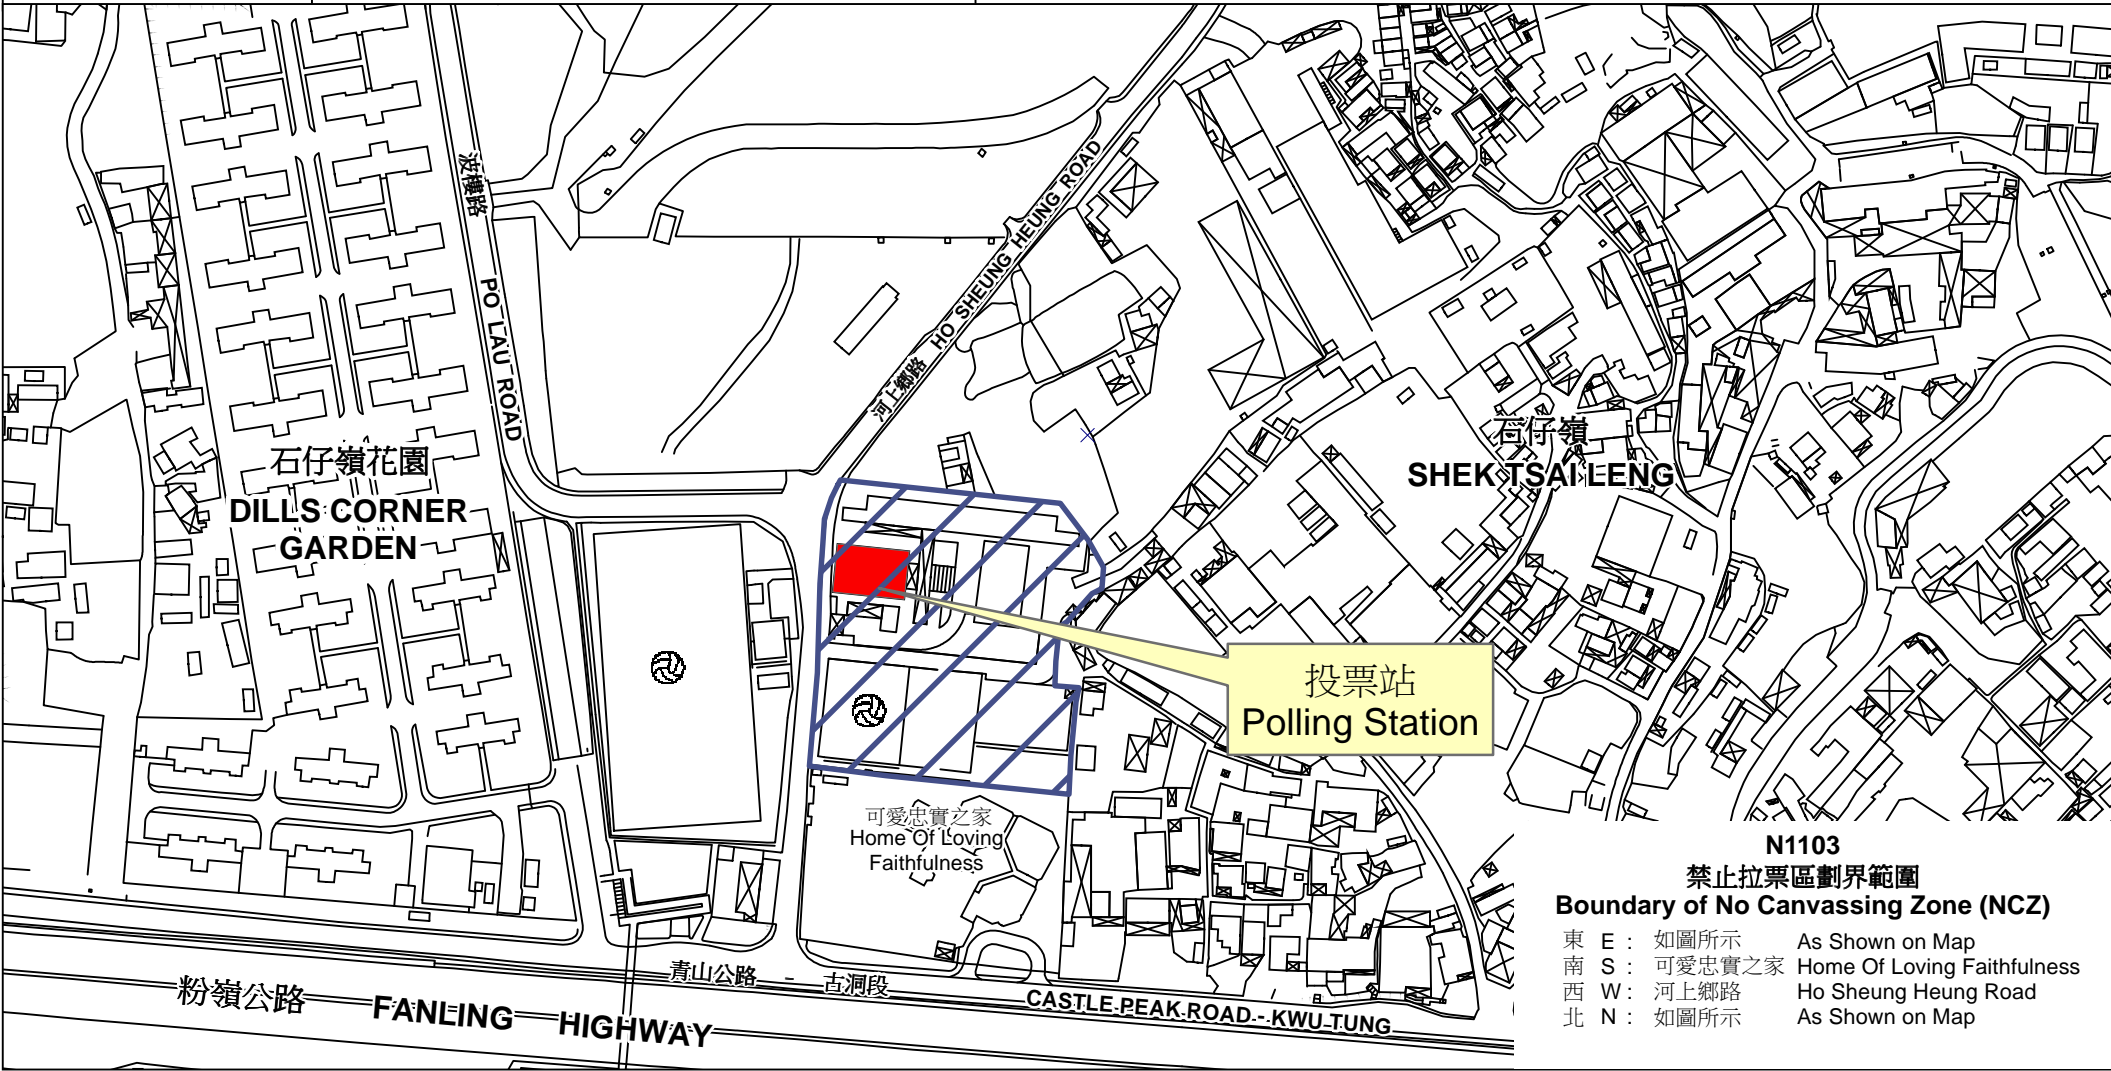 波樓路
PO LAU ROAD
河上鄉路 HO SHEUNG HEUNG ROAD
石仔嶺花園
DILLS CORNER
GARDEN
石仔嶺
SHEK TSAI LENG
投票站
Polling Station
可愛忠實之家
Home Of Loving
Faithfulness
青山公路 - 古洞段
CASTLE PEAK ROAD - KWU TUNG
粉嶺公路 FANLING HIGHWAY
N1103
禁止拉票區劃界範圍
Boundary of No Canvassing Zone (NCZ)
東 E : 如圖所示 As Shown on Map
南 S : 可愛忠實之家 Home Of Loving Faithfulness
西 W : 河上鄉路 Ho Sheung Heung Road
北 N : 如圖所示 As Shown on Map